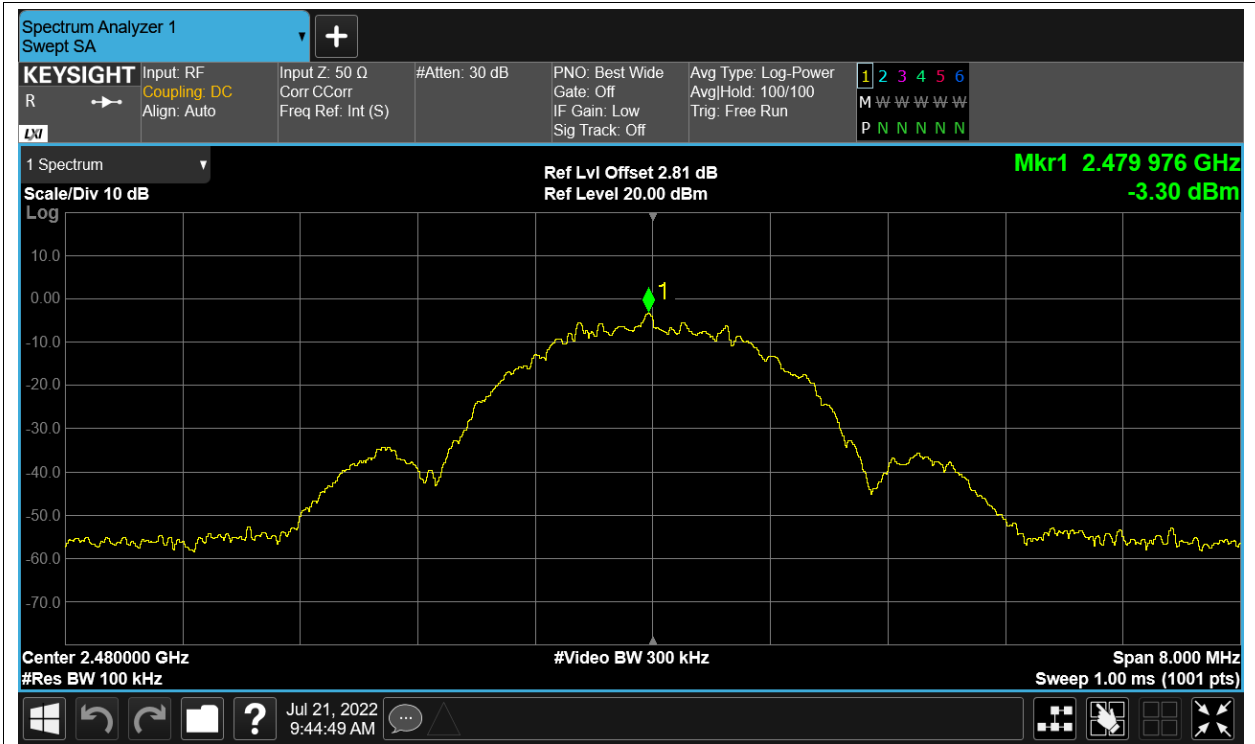 Spectrum Analyzer 1
Swept SA
+
KEYSIGHT
R
LXI
Input: RF
Coupling: DC
Align: Auto
Input Z: 50 Ω
Corr CCorr
Freq Ref: Int (S)
#Atten: 30 dB
PNO: Best Wide
Gate: Off
IF Gain: Low
Sig Track: Off
Avg Type: Log-Power
Avg|Hold: 100/100
Trig: Free Run
1 2 3 4 5 6
M W W W W W
P N N N N N
1 Spectrum
Scale/Div 10 dB
Log
Ref Lvl Offset 2.81 dB
Ref Level 20.00 dBm
Mkr1 2.479 976 GHz
-3.30 dBm
10.0
0.00
-10.0
-20.0
-30.0
-40.0
-50.0
-60.0
-70.0
1
Center 2.480000 GHz
#Res BW 100 kHz
#Video BW 300 kHz
Span 8.000 MHz
Sweep 1.00 ms (1001 pts)
?
Jul 21, 2022
9:44:49 AM